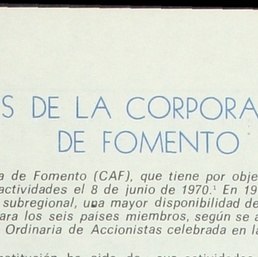 S DE LA CORPORA
DE FOMENTO
a de Fomento (CAF), que tiene por obje
actividades el 8 de junio de 1970.¹ En 19
subregional, una mayor disponibilidad de
ara los seis países miembros, según se a
Ordinaria de Accionistas celebrada en la